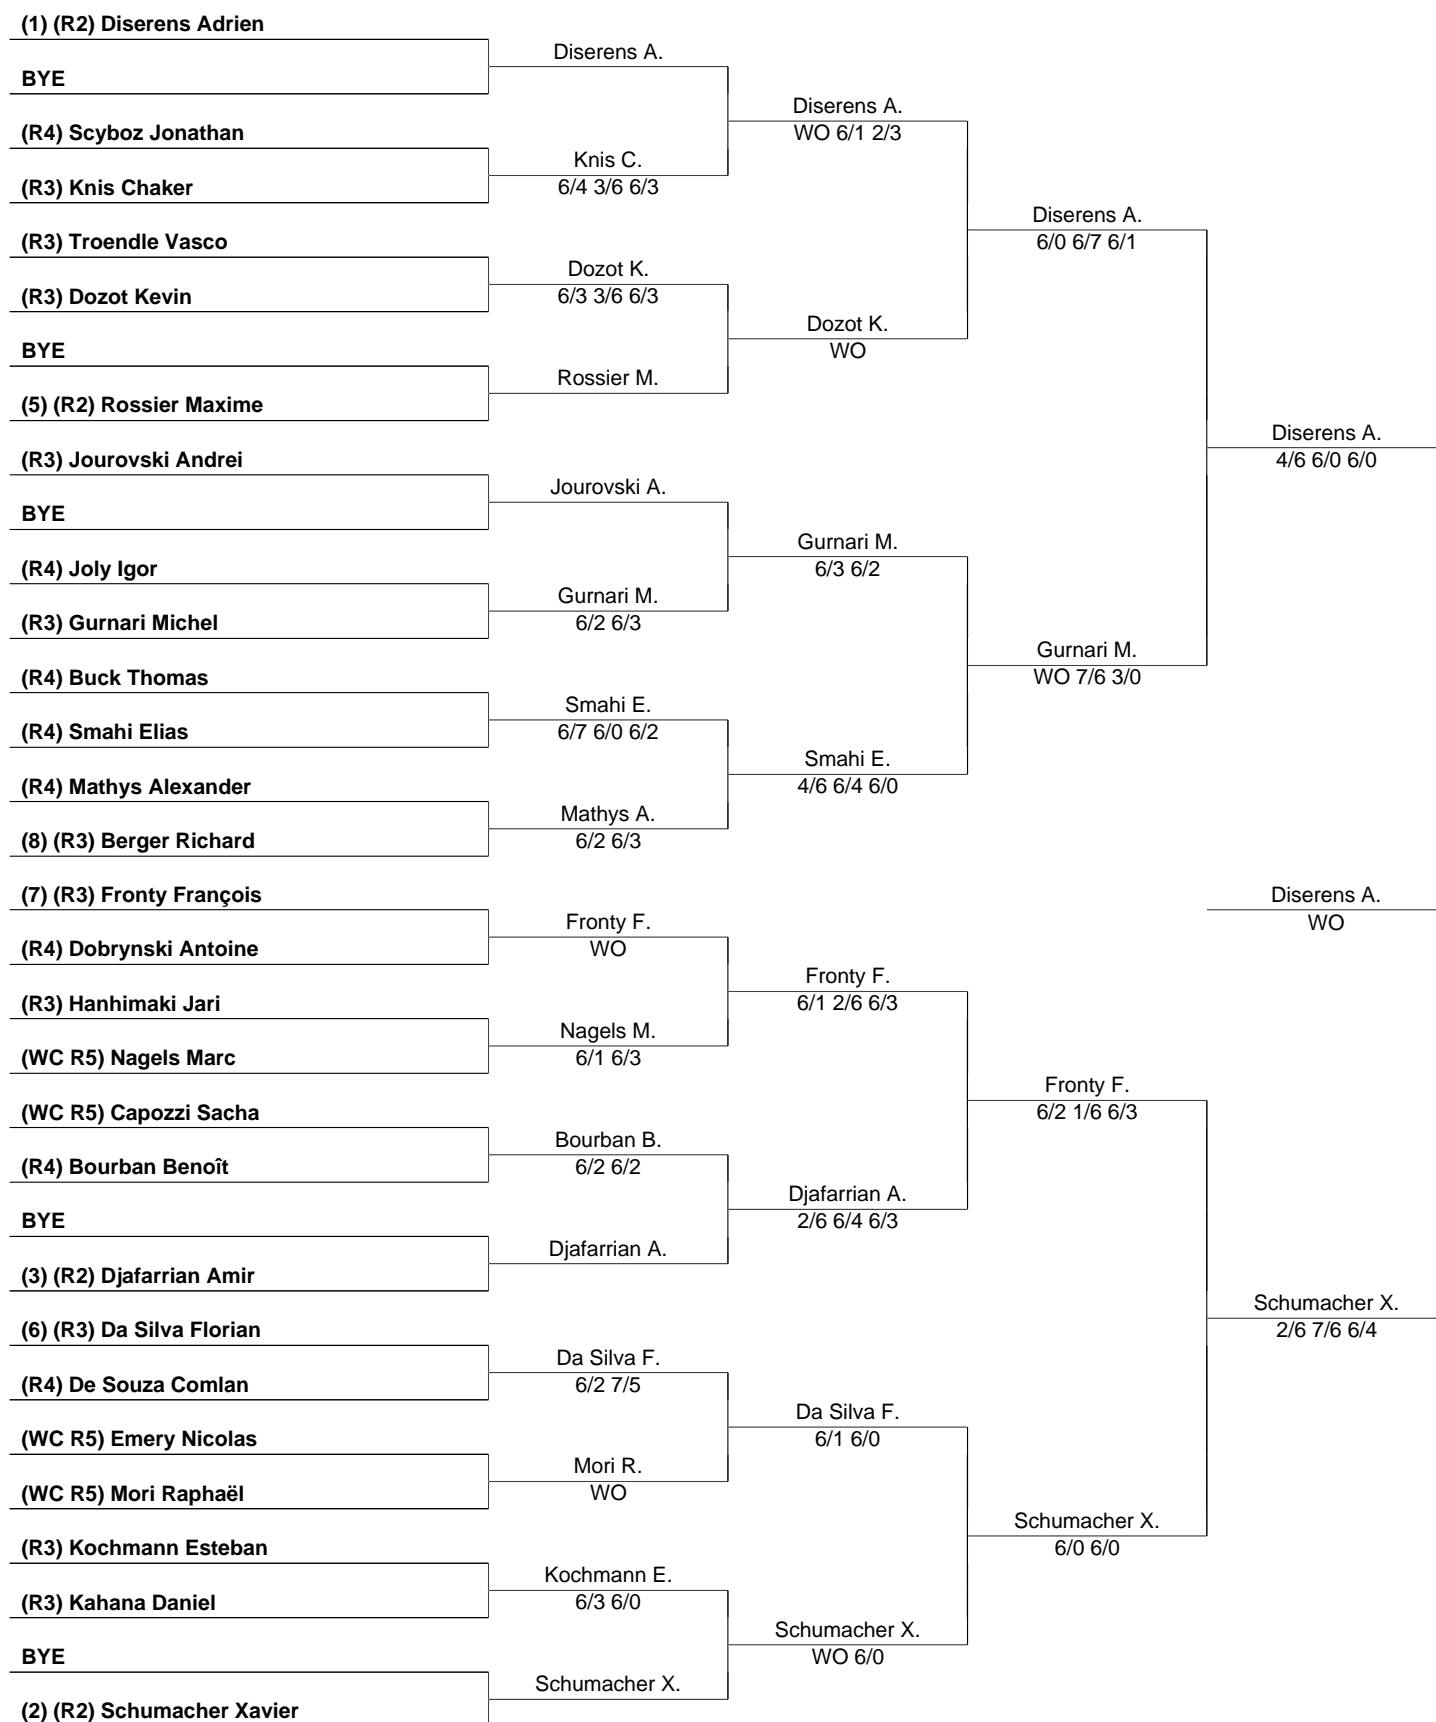 (1) (R2) Diserens Adrien
Diserens A.
BYE
Diserens A.
WO 6/1 2/3
(R4) Scyboz Jonathan
Knis C.
6/4 3/6 6/3
(R3) Knis Chaker
Diserens A.
6/0 6/7 6/1
(R3) Troendle Vasco
Dozot K.
6/3 3/6 6/3
(R3) Dozot Kevin
Dozot K.
WO
BYE
Rossier M.
(5) (R2) Rossier Maxime
Diserens A.
4/6 6/0 6/0
(R3) Jourovski Andrei
Jourovski A.
BYE
Gurnari M.
6/3 6/2
(R4) Joly Igor
Gurnari M.
6/2 6/3
(R3) Gurnari Michel
Gurnari M.
WO 7/6 3/0
(R4) Buck Thomas
Smahi E.
6/7 6/0 6/2
(R4) Smahi Elias
Smahi E.
4/6 6/4 6/0
(R4) Mathys Alexander
Mathys A.
6/2 6/3
(8) (R3) Berger Richard
(7) (R3) Fronty François
Diserens A.
WO
Fronty F.
WO
(R4) Dobrynski Antoine
Fronty F.
6/1 2/6 6/3
(R3) Hanhimaki Jari
Nagels M.
6/1 6/3
(WC R5) Nagels Marc
Fronty F.
6/2 1/6 6/3
(WC R5) Capozzi Sacha
Bourban B.
6/2 6/2
(R4) Bourban Benoît
Djafarrian A.
2/6 6/4 6/3
BYE
Djafarrian A.
(3) (R2) Djafarrian Amir
Schumacher X.
2/6 7/6 6/4
(6) (R3) Da Silva Florian
Da Silva F.
6/2 7/5
(R4) De Souza Comlan
Da Silva F.
6/1 6/0
(WC R5) Emery Nicolas
Mori R.
WO
(WC R5) Mori Raphaël
Schumacher X.
6/0 6/0
(R3) Kochmann Esteban
Kochmann E.
6/3 6/0
(R3) Kahana Daniel
Schumacher X.
WO 6/0
BYE
Schumacher X.
(2) (R2) Schumacher Xavier